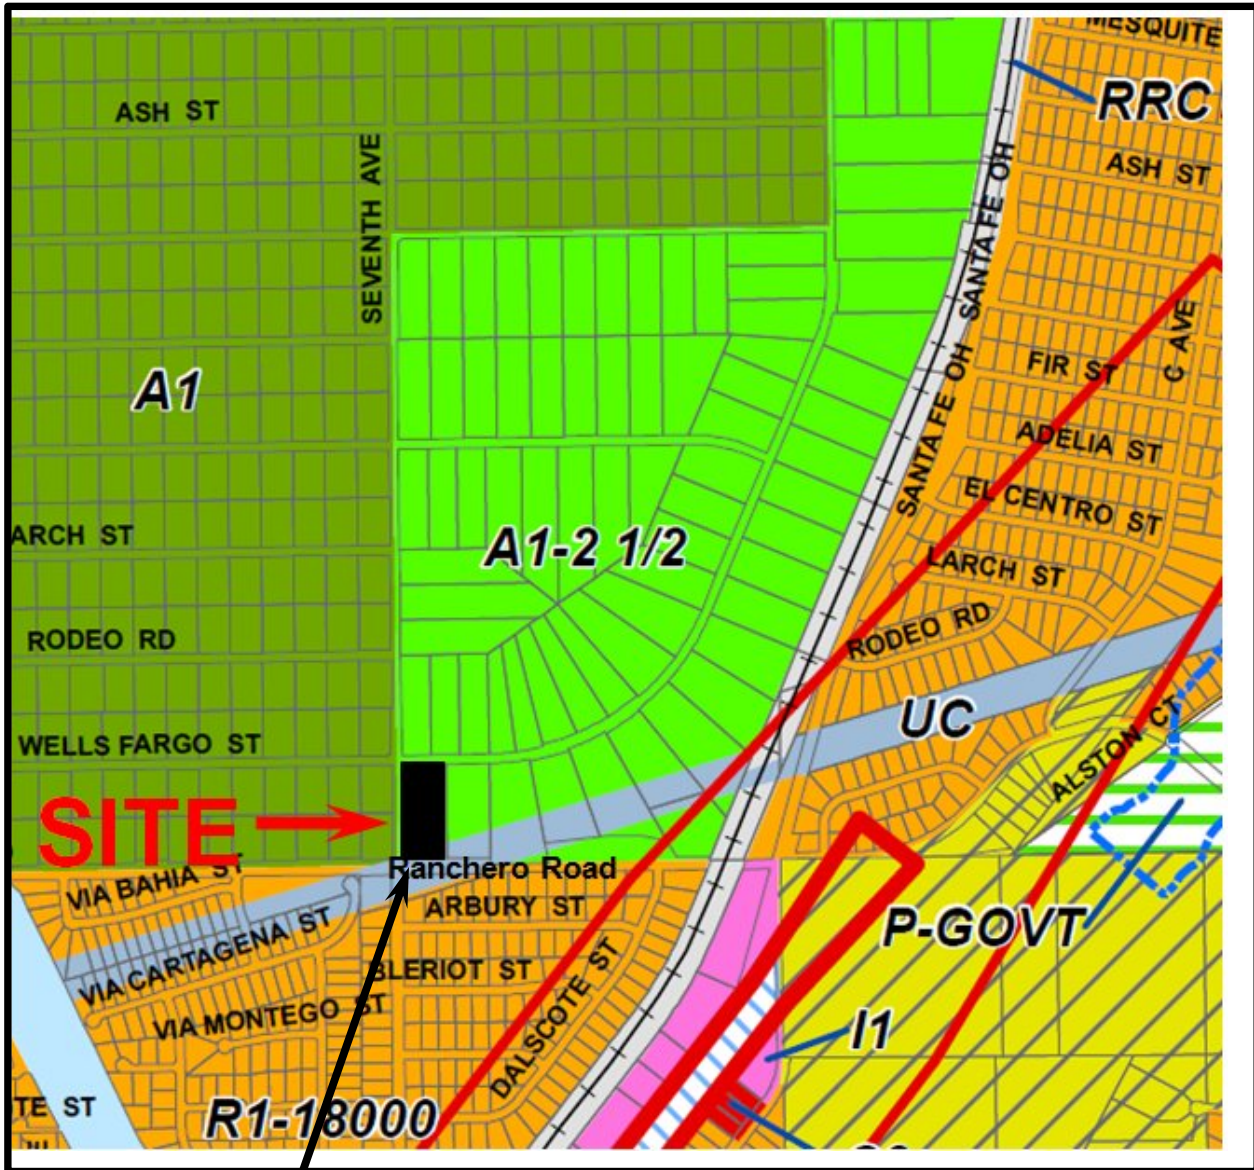 MESQUITE
RRC
ASH ST
ASH ST
SEVENTH AVE
SANTA FE OH
SANTA FE OH
C AVE
FIR ST
A1
ADELIA ST
EL CENTRO ST
ARCH ST
A1-2 1/2
LARCH ST
RODEO RD
RODEO RD
UC
WELLS FARGO ST
ALSTON CT
SITE
Ranchero Road
VIA BAHIA ST
ARBURY ST
P-GOVT
VIA CARTAGENA ST
BLERIOT ST
VIA MONTEGO ST
DALSCOTE ST
I1
TE ST
R1-18000